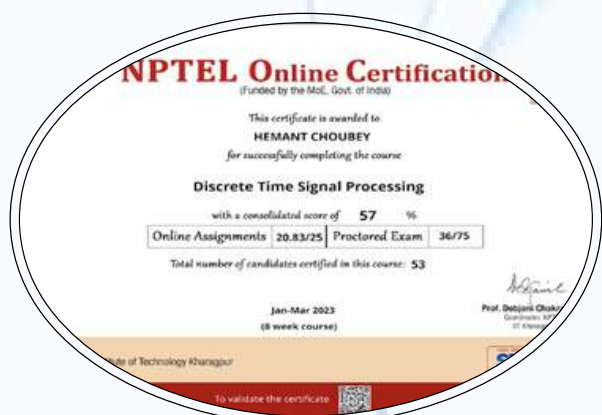 NPTEL Online Certification
(Funded by the MoE, Govt. of India)
This certificate is awarded to
HEMANT CHOUBEY
for successfully completing the course
Discrete Time Signal Processing
with a consolidated score of 57 %
Online Assignments 20.83/25 Proctored Exam 36/75
Total number of candidates certified in this course: 53
Jan-Mar 2023
(8 week course)
Prof. Debjani
of Technology Kharagpur
To validate the certificate